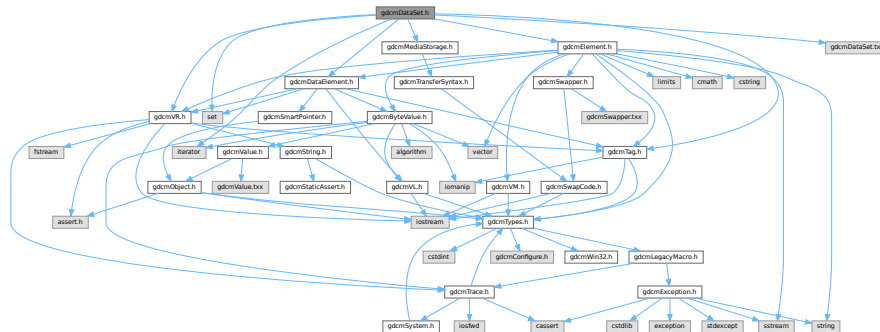 gdcmDataSet.h
gdcmMediaStorage.h
gdcmElement.h
gdcmDataSet.tx
gdcmDataElement.h
gdcmTransferSyntax.h
gdcmSwapper.h
limits
cmath
cstring
gdcmVR.h
set
gdcmSmartPointer.h
gdcmByteValue.h
gdcmSwapper.txx
fstream
iterator
gdcmValue.h
gdcmString.h
algorithm
vector
gdcmTag.h
gdcmObject.h
gdcmValue.txx
gdcmStaticAssert.h
gdcmVL.h
iomanip
gdcmVM.h
gdcmSwapCode.h
assert.h
iostream
gdcmTypes.h
cstdint
gdcmConfigure.h
gdcmWin32.h
gdcmLegacyMacro.h
gdcmTrace.h
gdcmException.h
gdcmSystem.h
iosfwd
cassert
cstdlib
exception
stdexcept
sstream
string